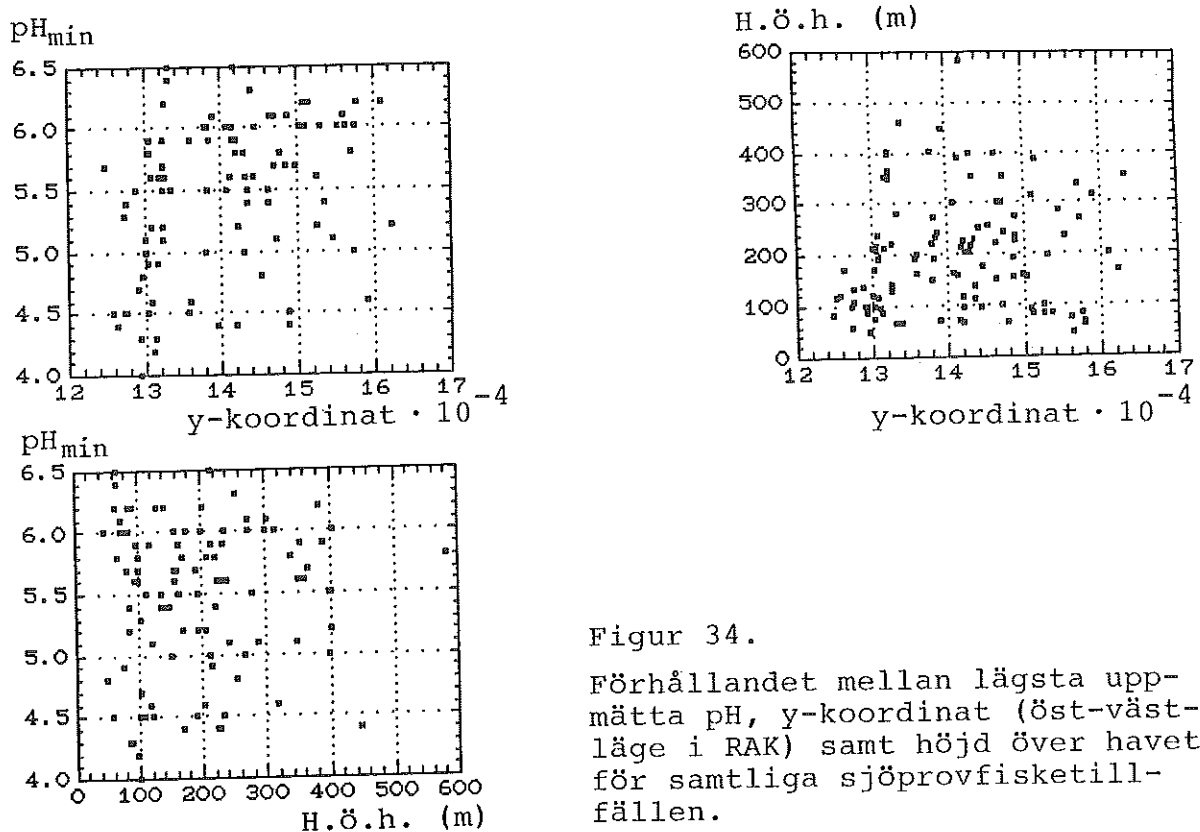 pHmin
6.5
6.0
5.5
5.0
4.5
4.0
12 13 14 15 16 17
y-koordinat · 10-4
H.ö.h. (m)
600
500
400
300
200
100
0
12 13 14 15 16 17
y-koordinat · 10-4
pHmin
6.5
6.0
5.5
5.0
4.5
4.0
0 100 200 300 400 500 600
H.ö.h. (m)
Figur 34.
Förhållandet mellan lägsta upp-
mätta pH, y-koordinat (öst-väst-
läge i RAK) samt höjd över havet
för samtliga sjöprovfisketill-
fällen.